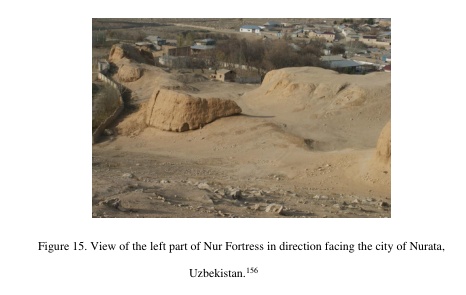 Figure 15. View of the left part of Nur Fortress in direction facing the city of Nurata,
Uzbekistan.156